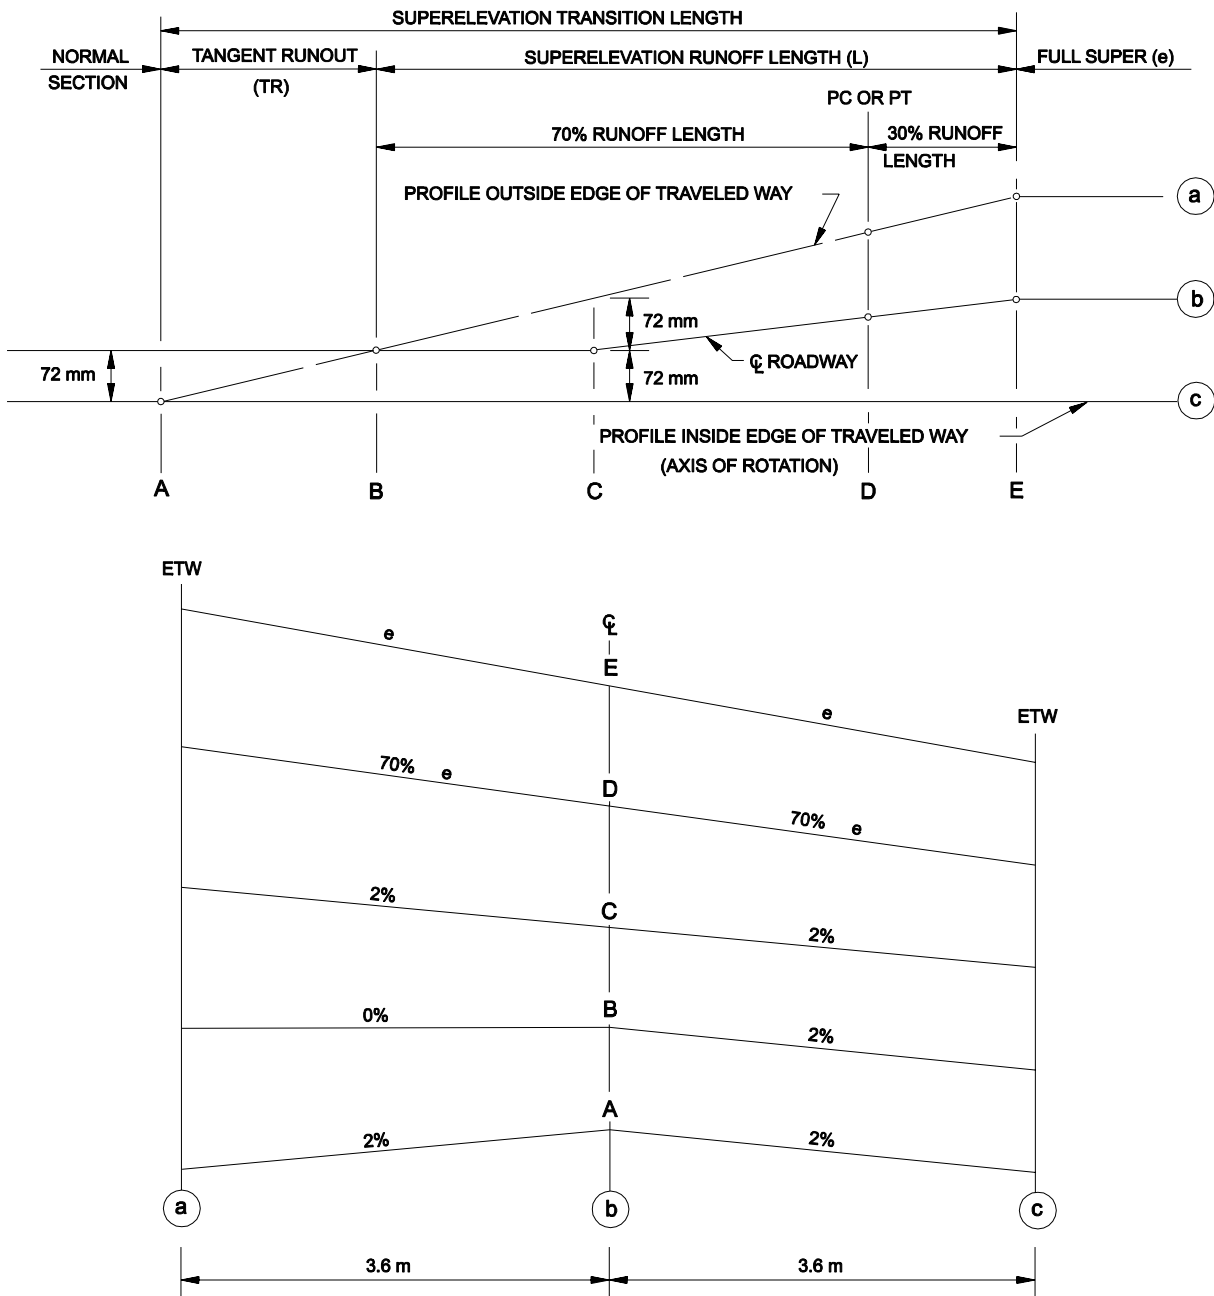 SUPERELEVATION TRANSITION LENGTH
NORMAL SECTION
TANGENT RUNOUT (TR)
SUPERELEVATION RUNOFF LENGTH (L)
FULL SUPER (e)
PC OR PT
70% RUNOFF LENGTH
30% RUNOFF LENGTH
PROFILE OUTSIDE EDGE OF TRAVELED WAY
a
b
72 mm
72 mm
℄ ROADWAY
72 mm
c
PROFILE INSIDE EDGE OF TRAVELED WAY
(AXIS OF ROTATION)
A B C D E
ETW
℄
e
E
e
ETW
70% e
D
70% e
2%
C
2%
0%
B
2%
A
2%
2%
a b c
3.6 m 3.6 m